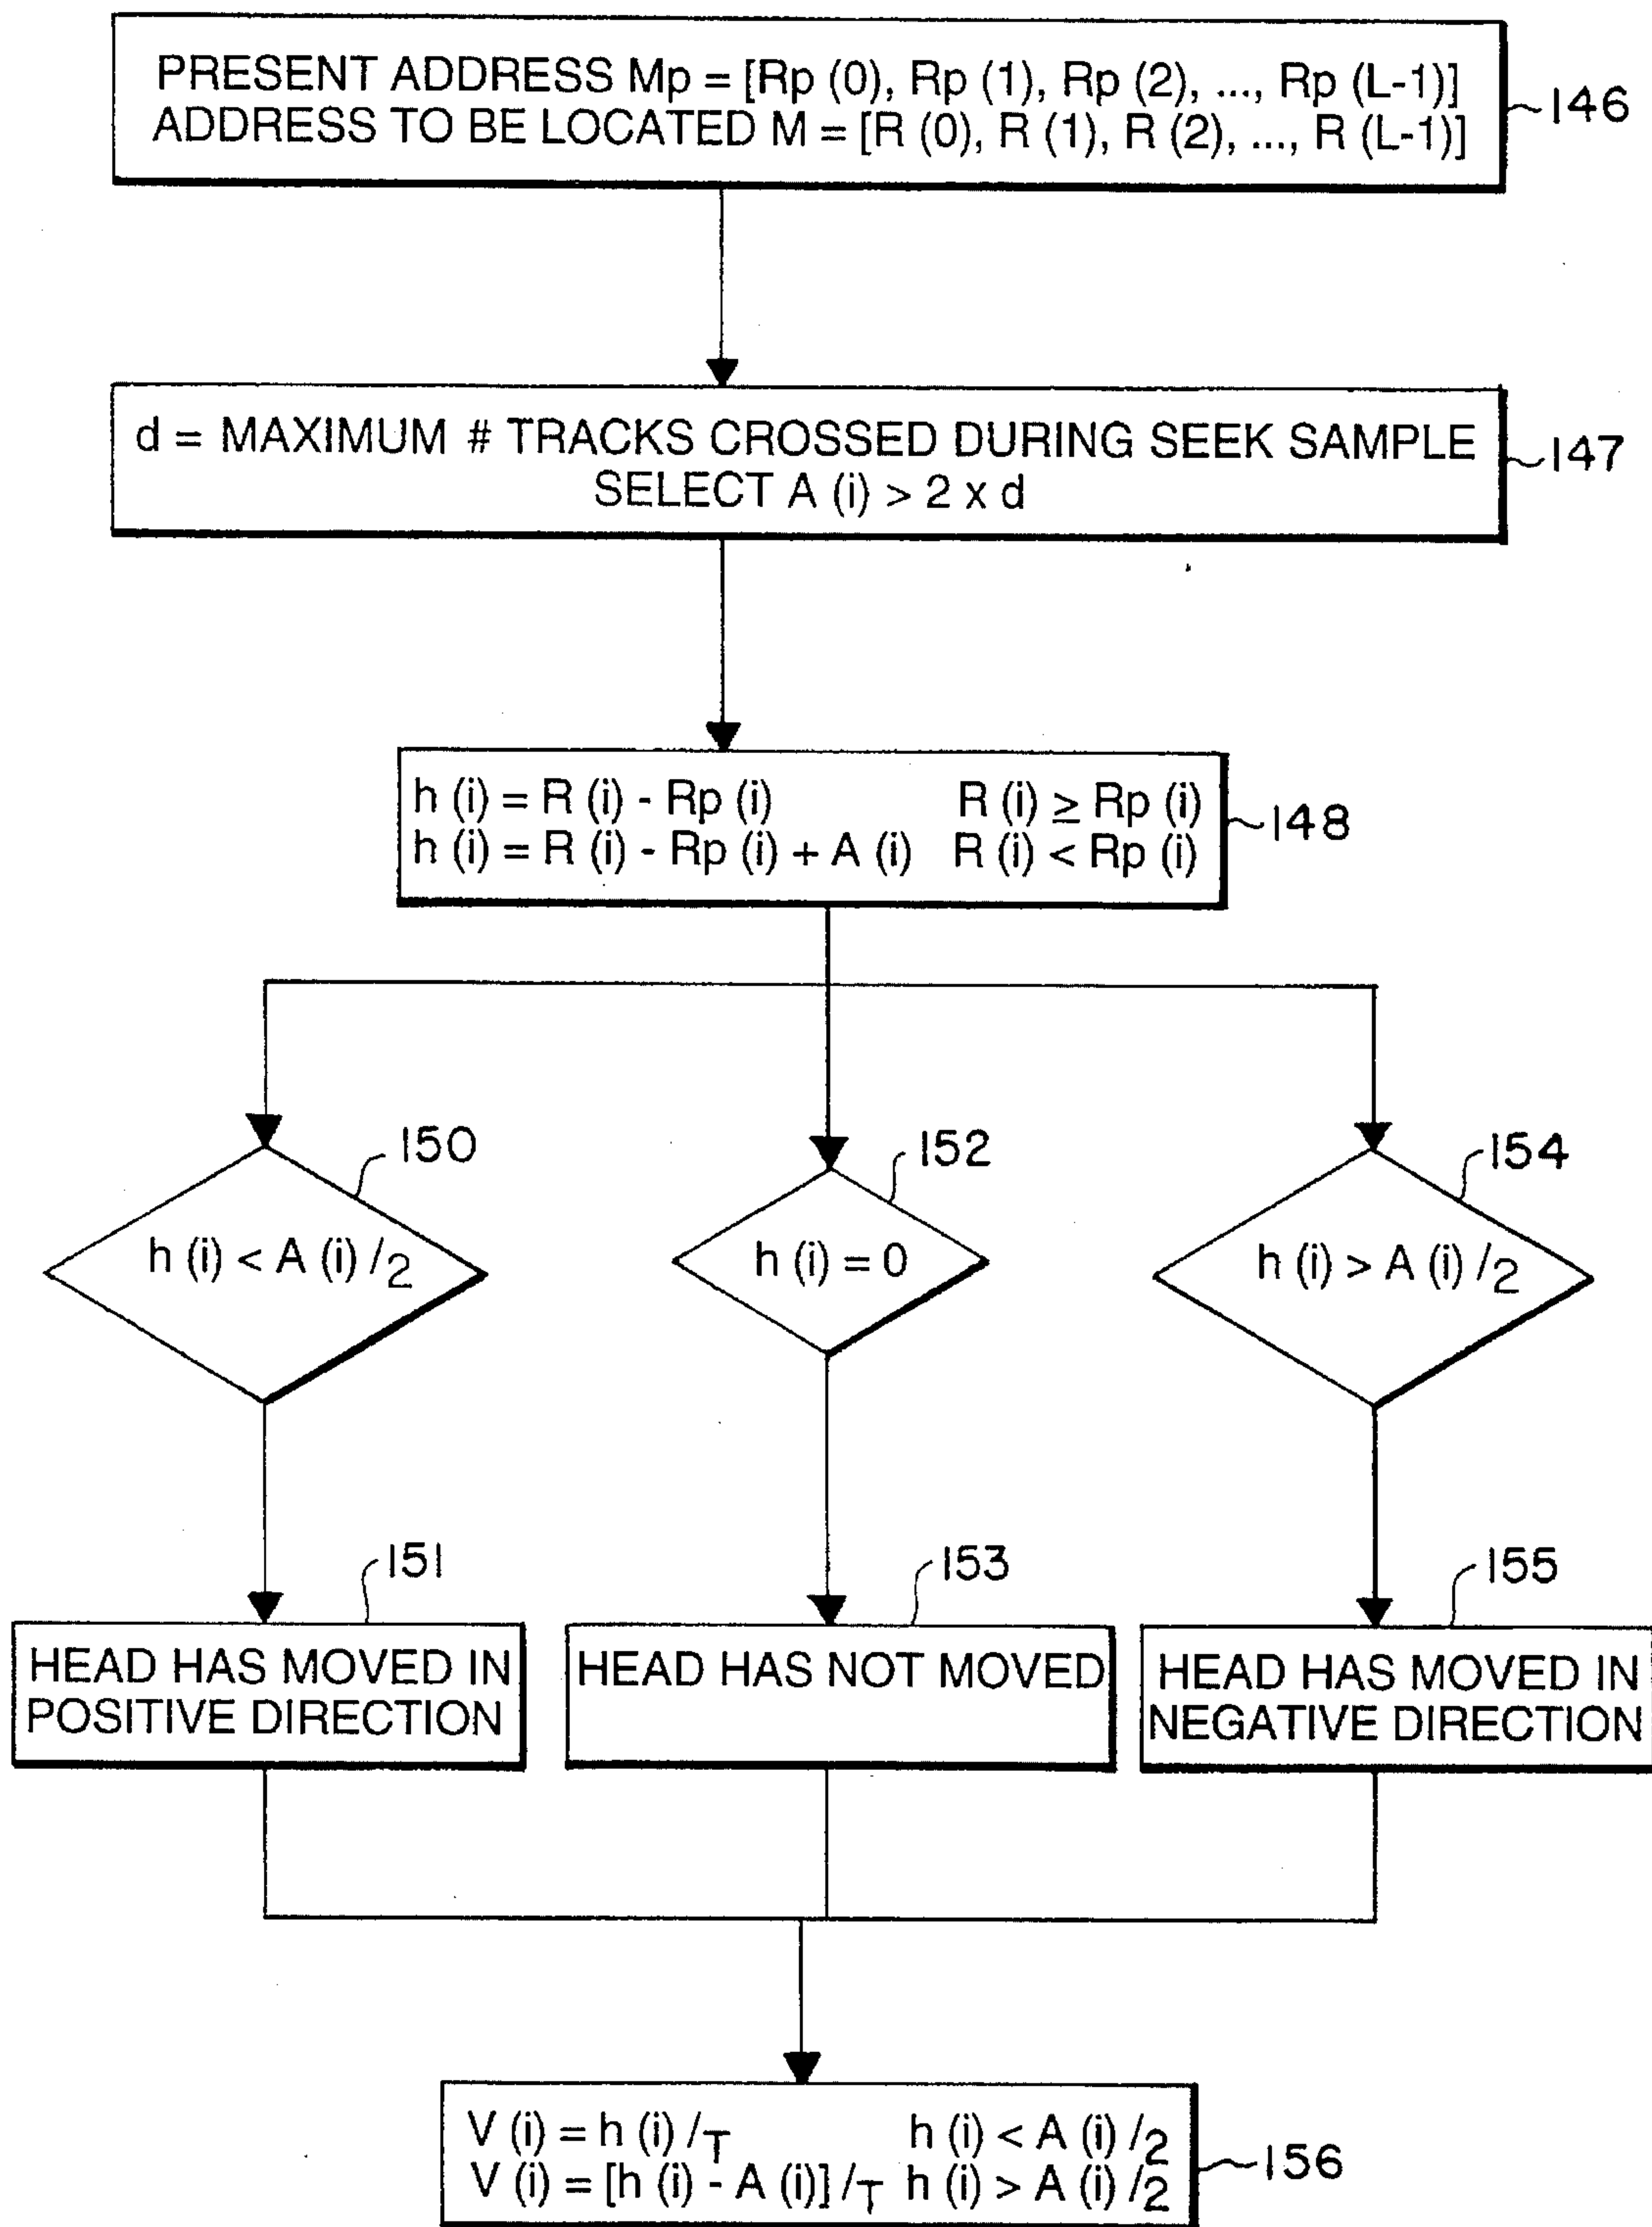 PRESENT ADDRESS Mp = [Rp (0), Rp (1), Rp (2), ..., Rp (L-1)]
ADDRESS TO BE LOCATED M = [R (0), R (1), R (2), ..., R (L-1)]
146
d = MAXIMUM # TRACKS CROSSED DURING SEEK SAMPLE
SELECT A (i) > 2 x d
147
h (i) = R (i) - Rp (i) R (i) ≥ Rp (i)
h (i) = R (i) - Rp (i) + A (i) R (i) < Rp (i)
148
150
h (i) < A (i) /2
152
h (i) = 0
154
h (i) > A (i) /2
151
HEAD HAS MOVED IN
POSITIVE DIRECTION
153
HEAD HAS NOT MOVED
155
HEAD HAS MOVED IN
NEGATIVE DIRECTION
V (i) = h (i) /T h (i) < A (i) /2
V (i) = [h (i) - A (i)] /T h (i) > A (i) /2
156